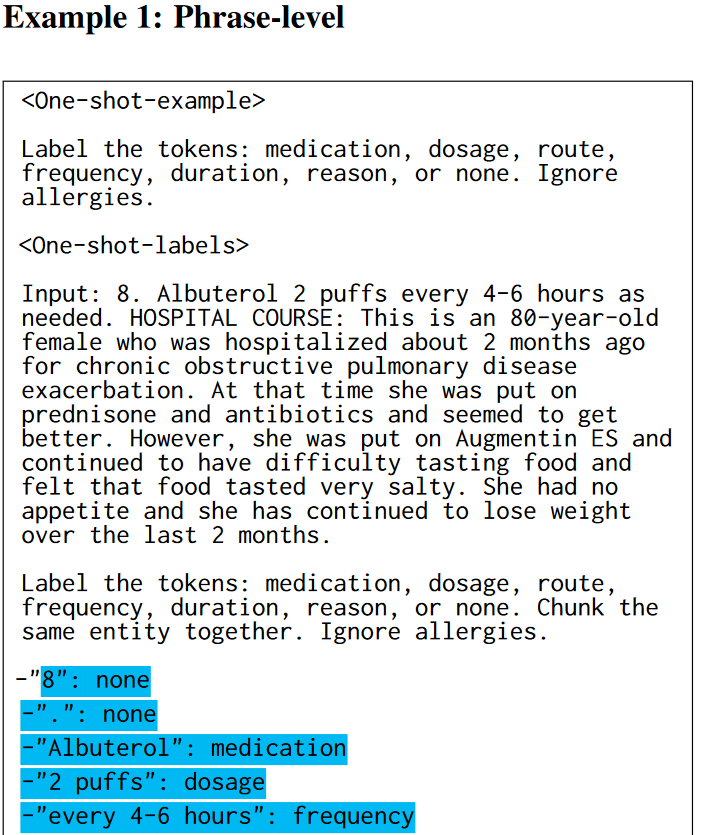 Example 1: Phrase-level
<One-shot-example>
Label the tokens: medication, dosage, route,
frequency, duration, reason, or none. Ignore
allergies.
<One-shot-labels>
Input: 8. Albuterol 2 puffs every 4-6 hours as
needed. HOSPITAL COURSE: This is an 80-year-old
female who was hospitalized about 2 months ago
for chronic obstructive pulmonary disease
exacerbation. At that time she was put on
prednisone and antibiotics and seemed to get
better. However, she was put on Augmentin ES and
continued to have difficulty tasting food and
felt that food tasted very salty. She had no
appetite and she has continued to lose weight
over the last 2 months.
Label the tokens: medication, dosage, route,
frequency, duration, reason, or none. Chunk the
same entity together. Ignore allergies.
-"8": none
-".": none
-"Albuterol": medication
-"2 puffs": dosage
-"every 4-6 hours": frequency